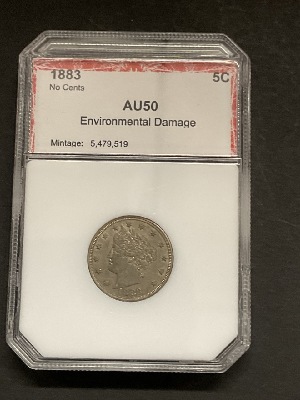 1883 5C
No Cents
AU50
Environmental Damage
Mintage: 5,479,519